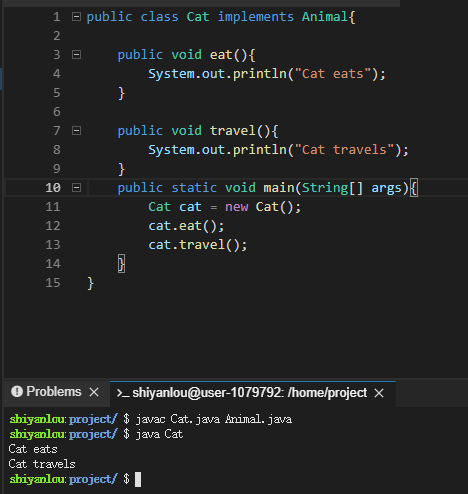 1 public class Cat implements Animal{
2
3     public void eat(){
4         System.out.println("Cat eats");
5     }
6
7     public void travel(){
8         System.out.println("Cat travels");
9     }
10     public static void main(String[] args){
11         Cat cat = new Cat();
12         cat.eat();
13         cat.travel();
14     }
15 }
Problems shiyanlou@user-1079792: /home/project
shiyanlou:project/ $ javac Cat.java Animal.java
shiyanlou:project/ $ java Cat
Cat eats
Cat travels
shiyanlou:project/ $